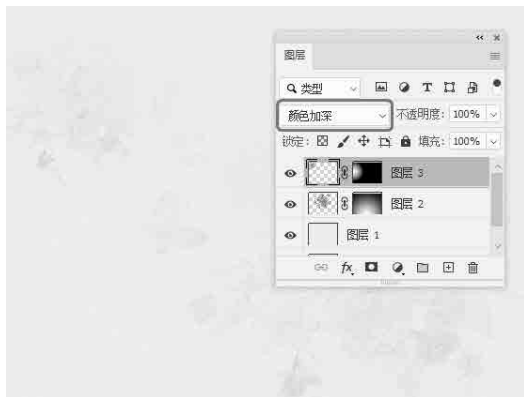 图层
类型
颜色加深 不透明度: 100%
锁定: 填充: 100%
图层 3
图层 2
图层 1
fx